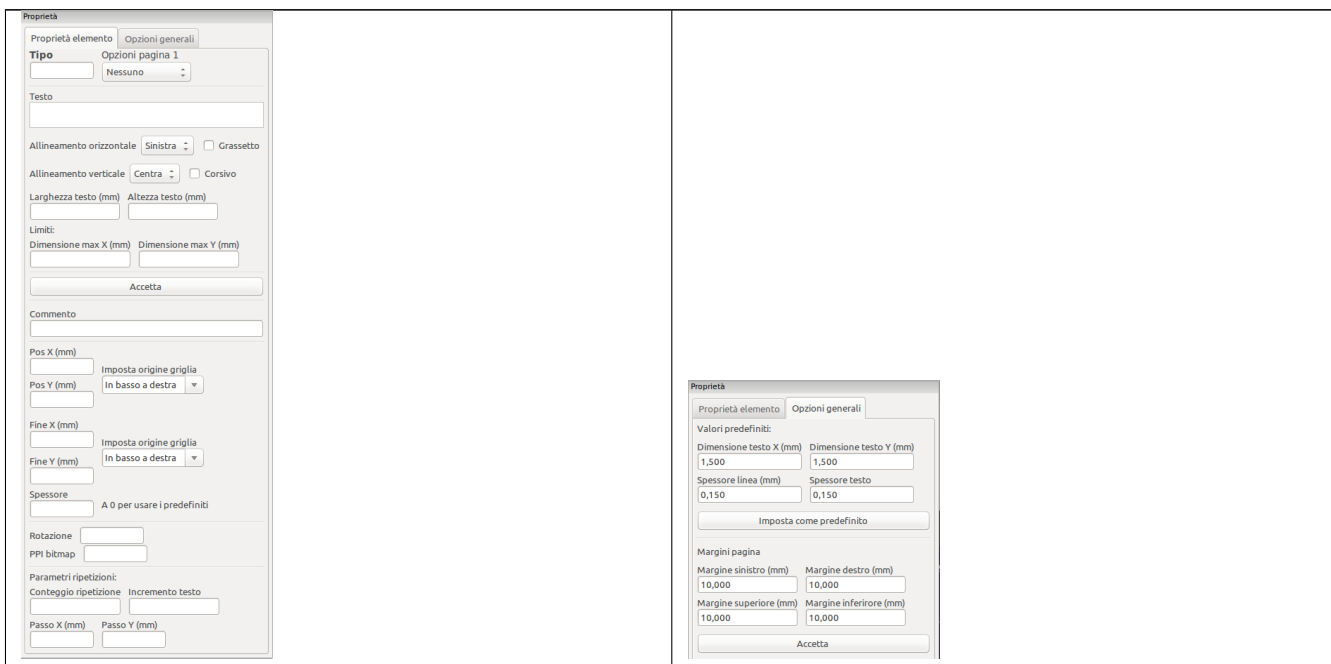 Proprietà
Proprietà elemento Opzioni generali
Tipo Opzioni pagina 1
Nessuno
Testo
Allineamento orizzontale Sinistra Grassetto
Allineamento verticale Centra Corsivo
Larghezza testo (mm) Altezza testo (mm)
Limiti:
Dimensione max X (mm) Dimensione max Y (mm)
Accetta
Commento
Pos X (mm)
Imposta origine griglia
Pos Y (mm) In basso a destra
Fine X (mm)
Imposta origine griglia
Fine Y (mm) In basso a destra
Spessore
A 0 per usare i predefiniti
Rotazione
PPI bitmap
Parametri ripetizioni:
Conteggio ripetizione Incremento testo
Passo X (mm) Passo Y (mm)
Proprietà
Proprietà elemento Opzioni generali
Valori predefiniti:
Dimensione testo X (mm) Dimensione testo Y (mm)
1,500 1,500
Spessore linea (mm) Spessore testo
0,150 0,150
Imposta come predefinito
Margini pagina
Margine sinistro (mm) Margine destro (mm)
10,000 10,000
Margine superiore (mm) Margine inferirore (mm)
10,000 10,000
Accetta